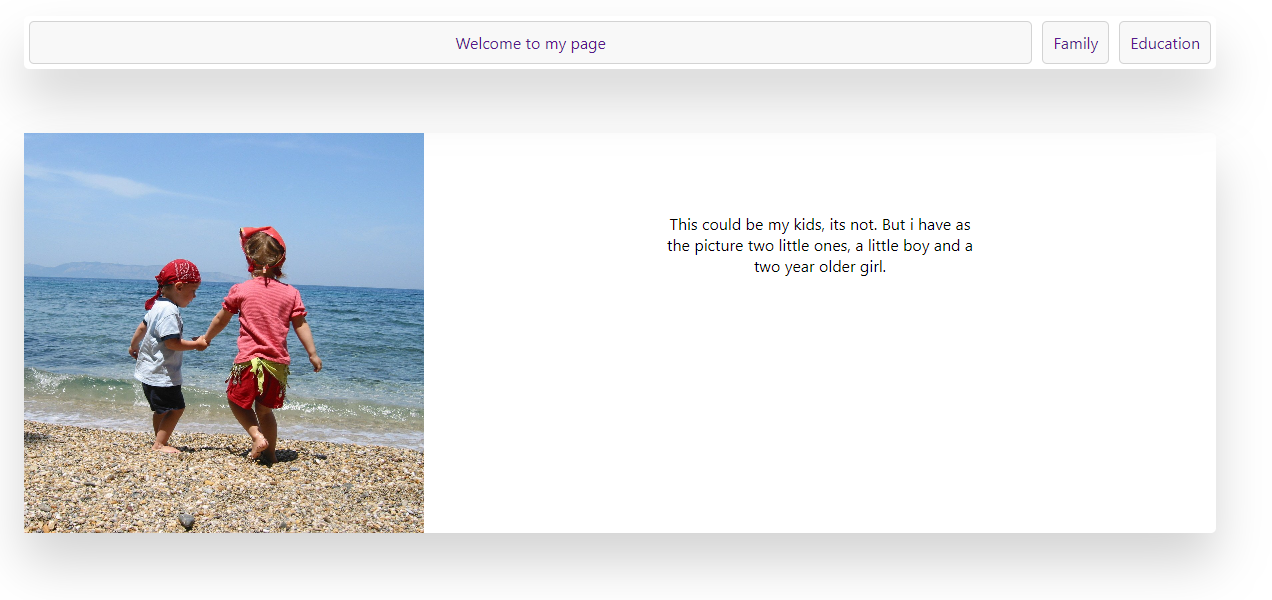 Welcome to my page
Family
Education
This could be my kids, its not. But i have as
the picture two little ones, a little boy and a
two year older girl.